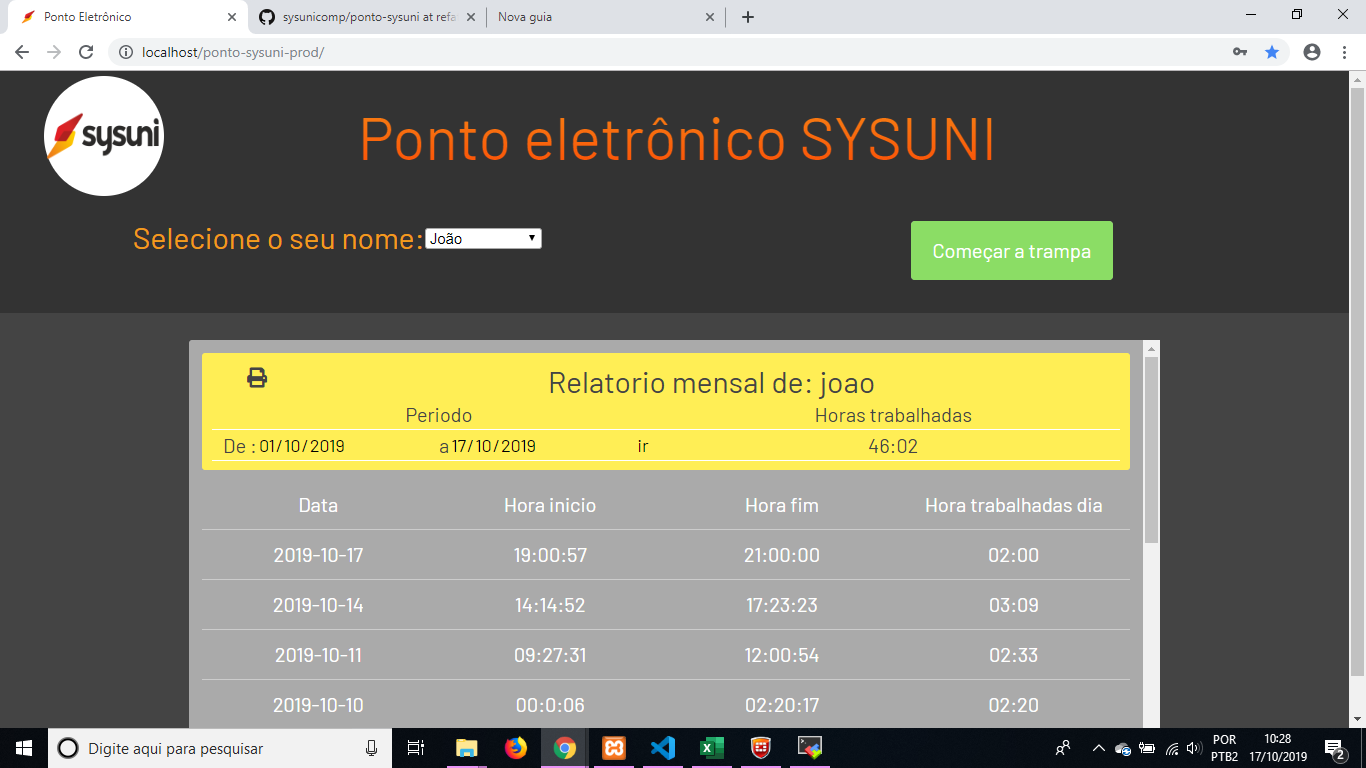 Ponto Eletrônico
sysunicomp/ponto-sysuni at refa
Nova guia
localhost/ponto-sysuni-prod/
sysuni
Ponto eletrônico SYSUNI
Selecione o seu nome: João
Começar a trampa
Relatorio mensal de: joao
Periodo Horas trabalhadas
De : 01/10/2019 a 17/10/2019 ir 46:02
Data Hora inicio Hora fim Hora trabalhadas dia
2019-10-17 19:00:57 21:00:00 02:00
2019-10-14 14:14:52 17:23:23 03:09
2019-10-11 09:27:31 12:00:54 02:33
2019-10-10 00:0:06 02:20:17 02:20
Digite aqui para pesquisar
POR
PTB2
10:28
17/10/2019
2